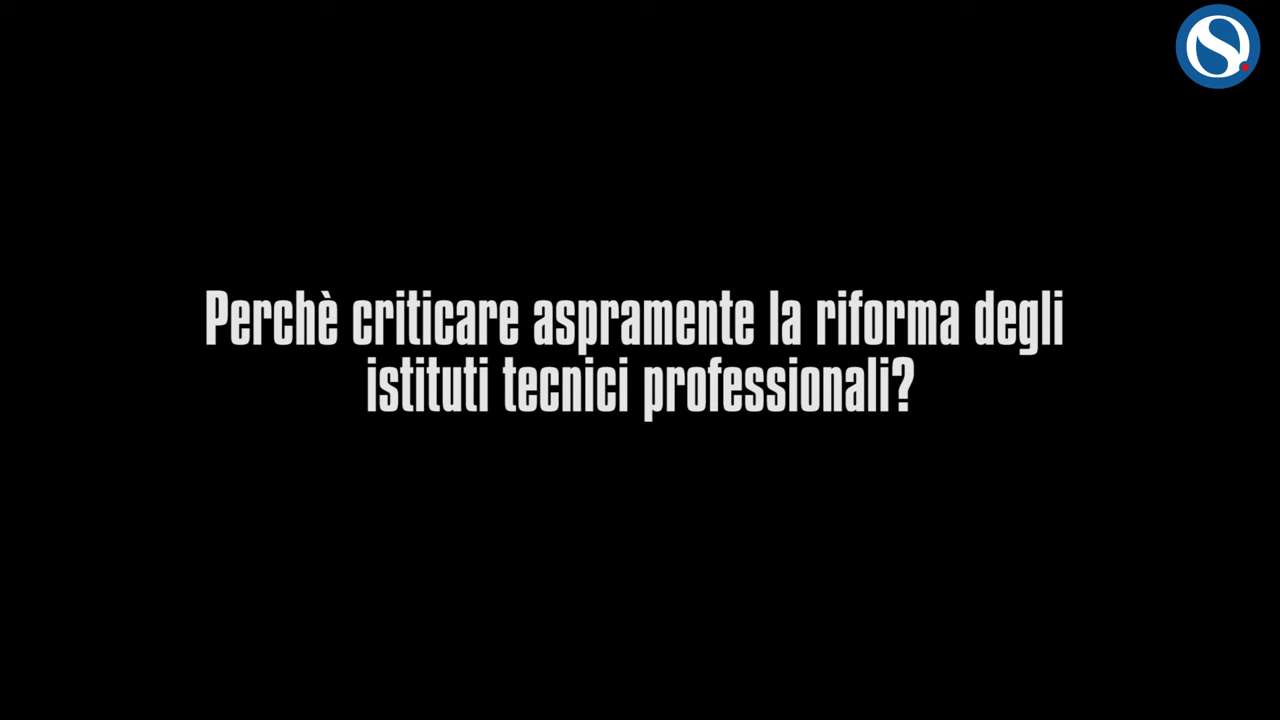 Perchè criticare aspramente la riforma degli
istituti tecnici professionali?